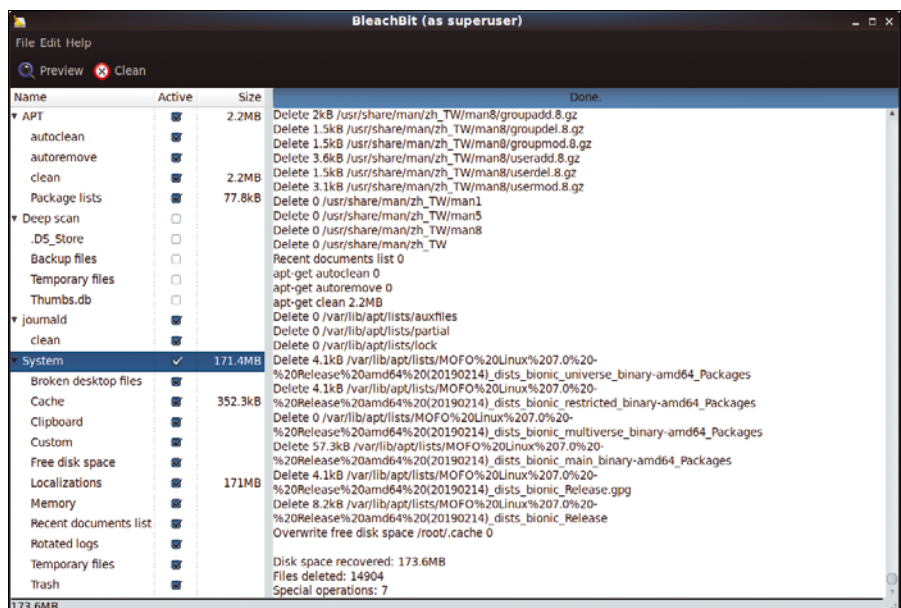 BleachBit (as superuser)
File Edit Help
Preview Clean
Name Active Size
APT 2.2MB
autoclean
autoremove
clean 2.2MB
Package lists 77.8kB
Deep scan
.DS_Store
Backup files
Temporary files
Thumbs.db
journald
clean
System 171.4MB
Broken desktop files
Cache 352.3kB
Clipboard
Custom
Free disk space
Localizations 171MB
Memory
Recent documents list
Rotated logs
Temporary files
Trash
173.6MB
Done.
Delete 2kB /usr/share/man/zh_TW/man8/groupadd.8.gz
Delete 1.5kB /usr/share/man/zh_TW/man8/groupdel.8.gz
Delete 1.5kB /usr/share/man/zh_TW/man8/groupmod.8.gz
Delete 3.6kB /usr/share/man/zh_TW/man8/useradd.8.gz
Delete 1.5kB /usr/share/man/zh_TW/man8/userdel.8.gz
Delete 3.1kB /usr/share/man/zh_TW/man8/usermod.8.gz
Delete 0 /usr/share/man/zh_TW/man1
Delete 0 /usr/share/man/zh_TW/man5
Delete 0 /usr/share/man/zh_TW/man8
Delete 0 /usr/share/man/zh_TW
Recent documents list 0
apt-get autoclean 0
apt-get autoremove 0
apt-get clean 2.2MB
Delete 0 /var/lib/apt/lists/auxfiles
Delete 0 /var/lib/apt/lists/partial
Delete 0 /var/lib/apt/lists/lock
Delete 4.1kB /var/lib/apt/lists/MOFO%20Linux%207.0%20-
%20Release%20amd64%20(20190214)_dists_bionic_universe_binary-amd64_Packages
Delete 4.1kB /var/lib/apt/lists/MOFO%20Linux%207.0%20-
%20Release%20amd64%20(20190214)_dists_bionic_restricted_binary-amd64_Packages
Delete 0 /var/lib/apt/lists/MOFO%20Linux%207.0%20-
%20Release%20amd64%20(20190214)_dists_bionic_multiverse_binary-amd64_Packages
Delete 57.3kB /var/lib/apt/lists/MOFO%20Linux%207.0%20-
%20Release%20amd64%20(20190214)_dists_bionic_main_binary-amd64_Packages
Delete 4.1kB /var/lib/apt/lists/MOFO%20Linux%207.0%20-
%20Release%20amd64%20(20190214)_dists_bionic_Release.gpg
Delete 8.2kB /var/lib/apt/lists/MOFO%20Linux%207.0%20-
%20Release%20amd64%20(20190214)_dists_bionic_Release
Overwrite free disk space /root/.cache 0
Disk space recovered: 173.6MB
Files deleted: 14904
Special operations: 7